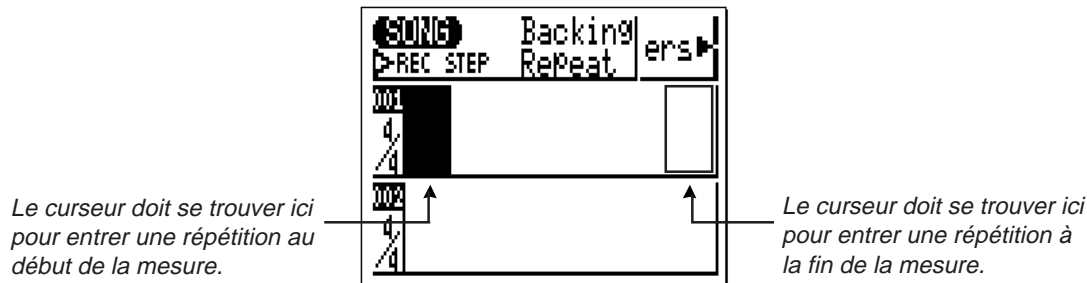 SONG Backing ers
REC STEP Repeat
001
4/4
002
4/4
Le curseur doit se trouver ici
pour entrer une répétition au
début de la mesure.
Le curseur doit se trouver ici
pour entrer une répétition à
la fin de la mesure.